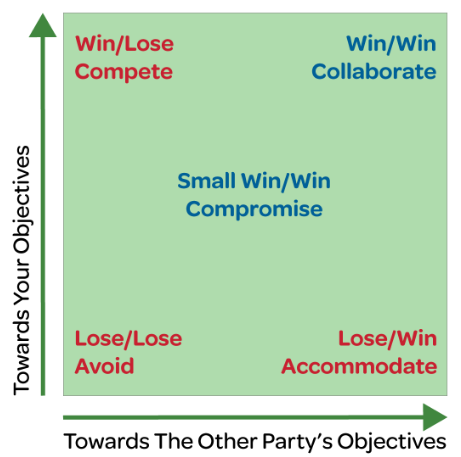 Win/Lose
Compete
Win/Win
Collaborate
Small Win/Win
Compromise
Lose/Lose
Avoid
Lose/Win
Accommodate
Towards Your Objectives
Towards The Other Party's Objectives